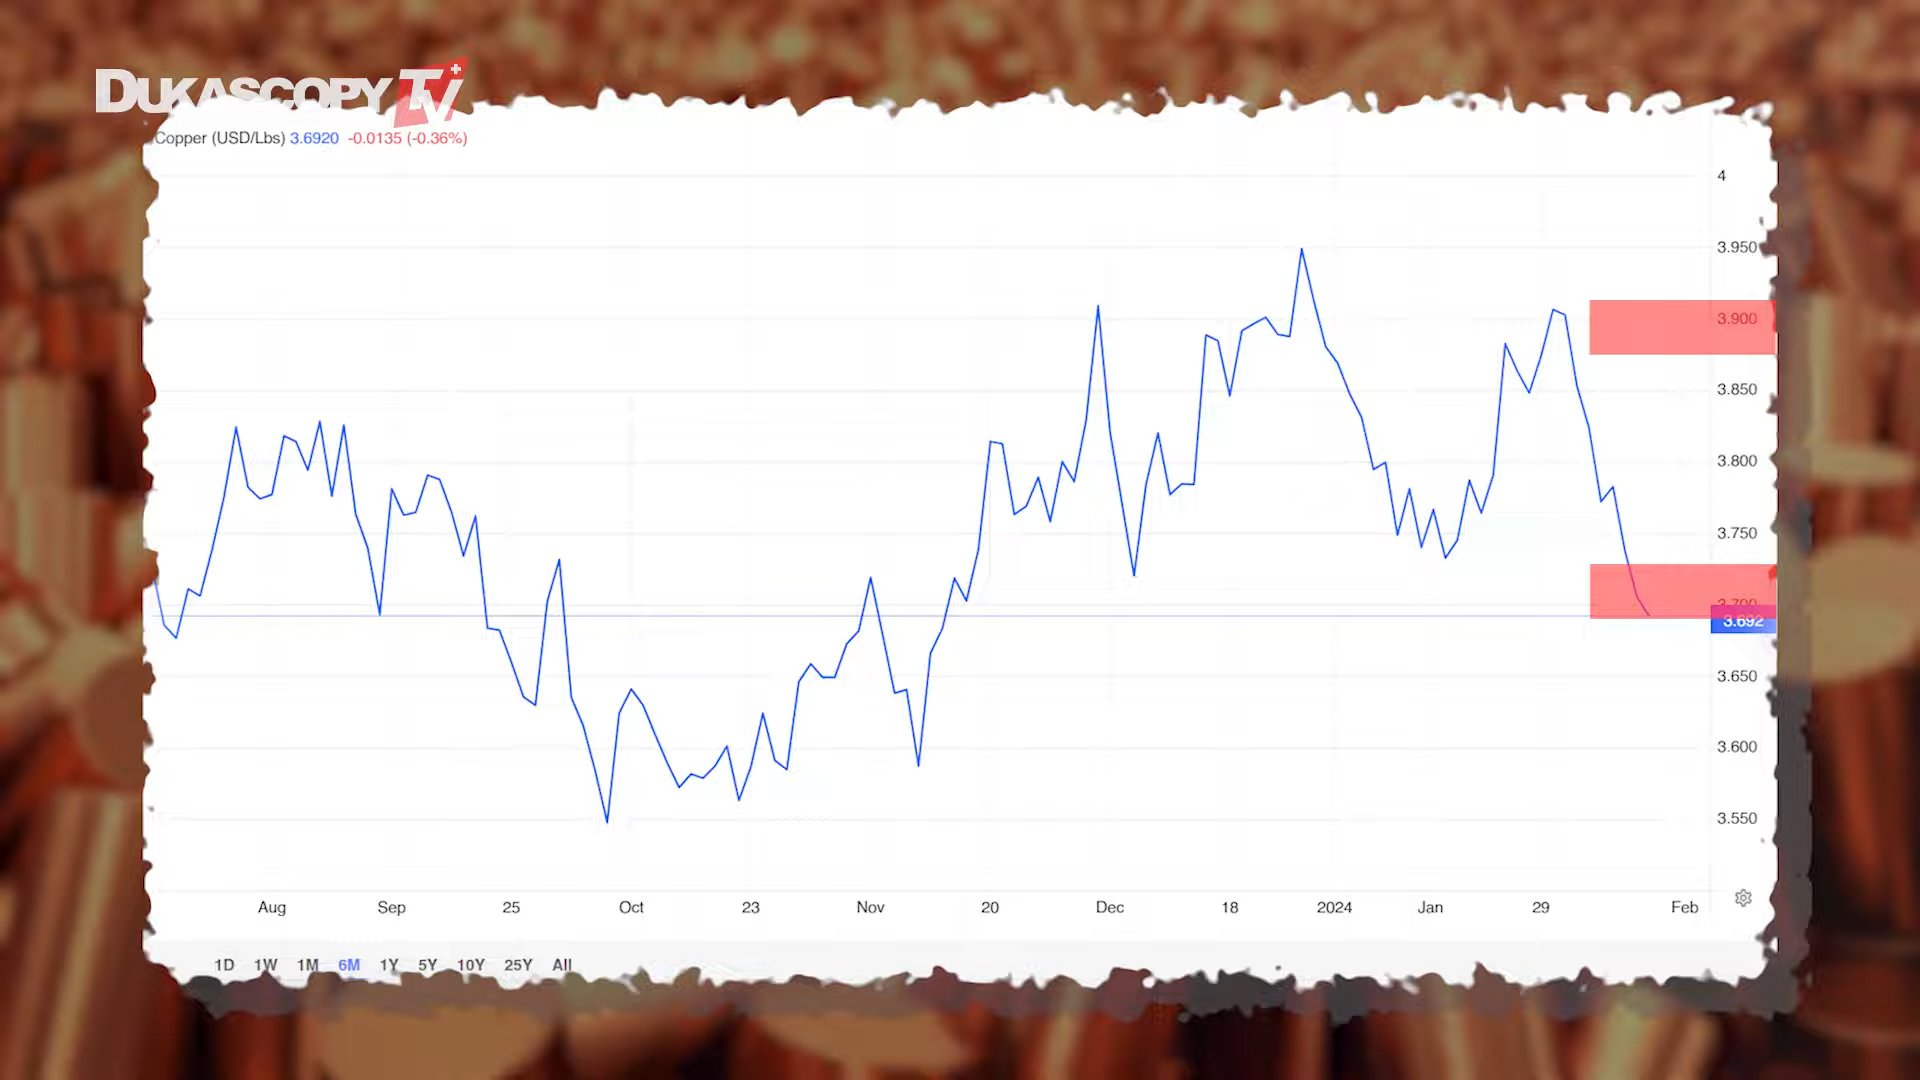 DUKASCOPY TV
Copper (USD/Lbs) 3.6920 -0.0135 (-0.36%)
4
3.950
3.900
3.850
3.800
3.750
3.700
3.692
3.650
3.600
3.550
Aug Sep 25 Oct 23 Nov 20 Dec 18 2024 Jan 29 Feb
1D 1W 1M 6M 1Y 5Y 10Y 25Y All